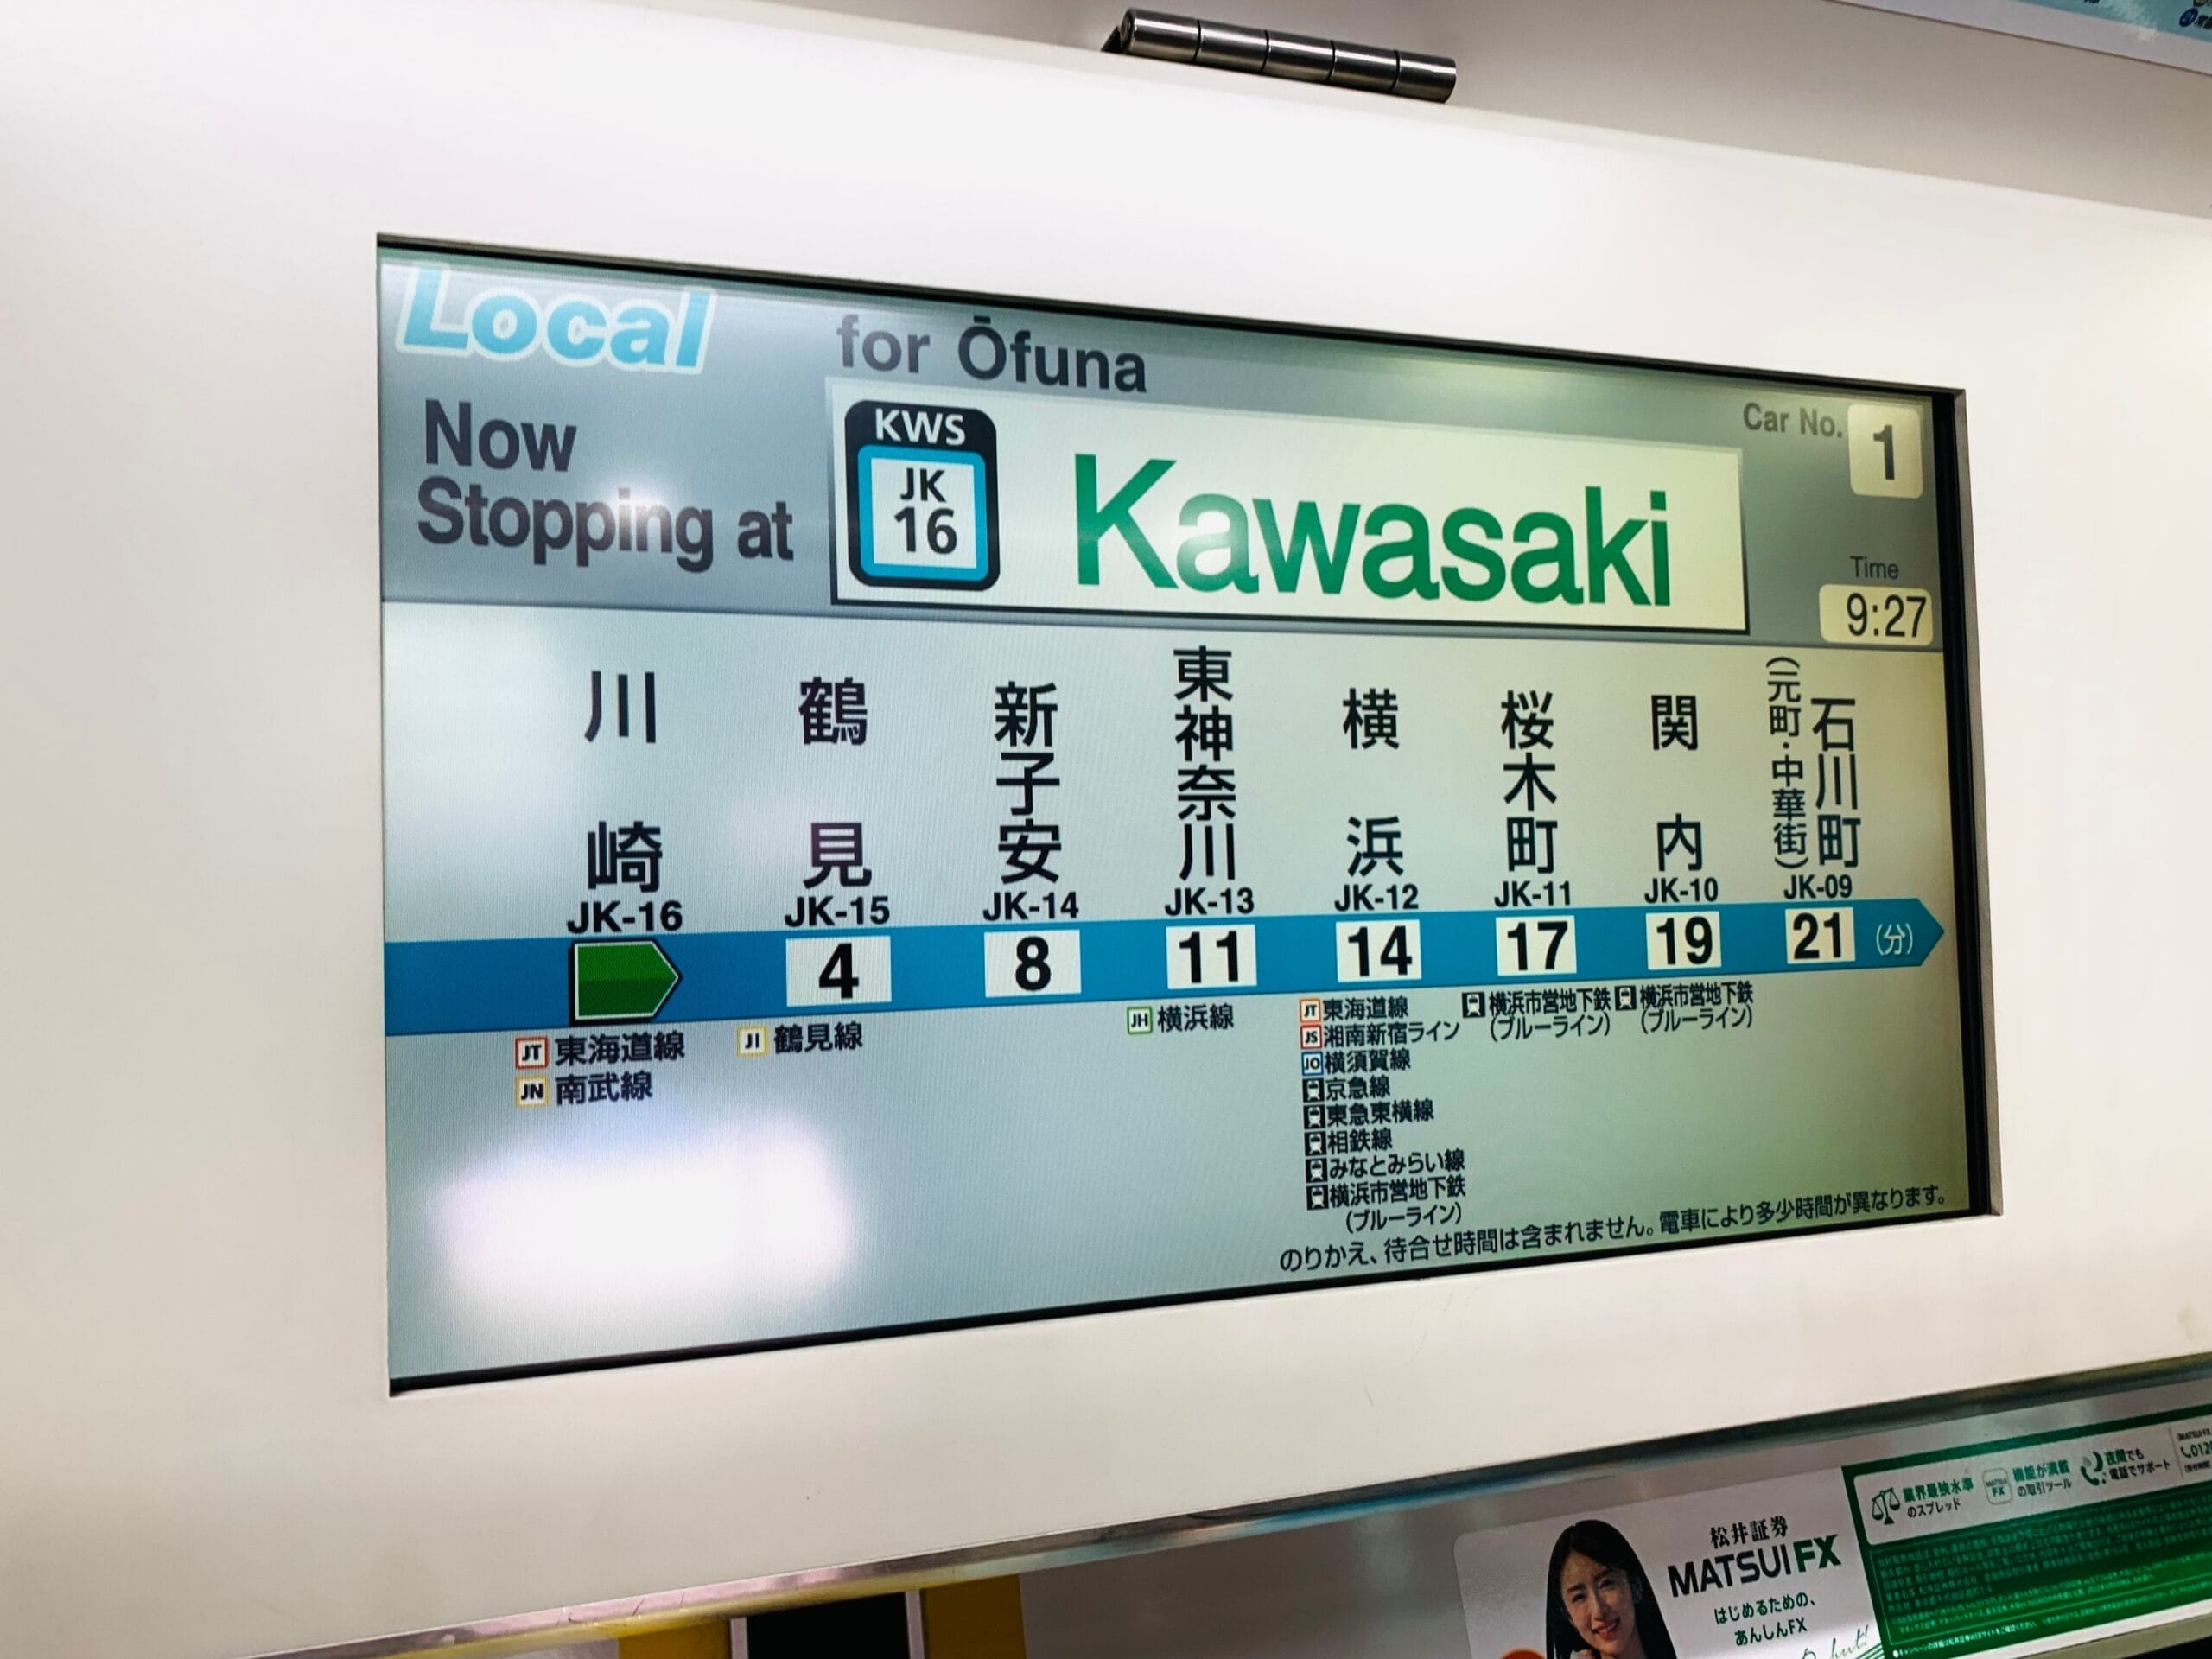 Local
for Ōfuna
Now
Stopping at
KWS
JK
16
Kawasaki
Car No. 1
Time
9:27
川崎
鶴見
新子安
東神奈川
横浜
桜木町
関内
石川町
(元町・中華街)
JK-16 JK-15 JK-14 JK-13 JK-12 JK-11 JK-10 JK-09
4 8 11 14 17 19 21 (分)
JT 東海道線
JN 南武線
JI 鶴見線
JH 横浜線
JT 東海道線
JS 湘南新宿ライン
JO 横須賀線
京急線
東急東横線
相鉄線
みなとみらい線
横浜市営地下鉄
(ブルーライン)
横浜市営地下鉄
(ブルーライン)
横浜市営地下鉄
(ブルーライン)
のりかえ、待合せ時間は含まれません。電車により多少時間が異なります。
松井証券
MATSUI FX
はじめるための、
あんしんFX
業界最狭水準
のスプレッド
MATSUI
FX
機能が満載
の取引ツール
夜間でも
電話でサポート